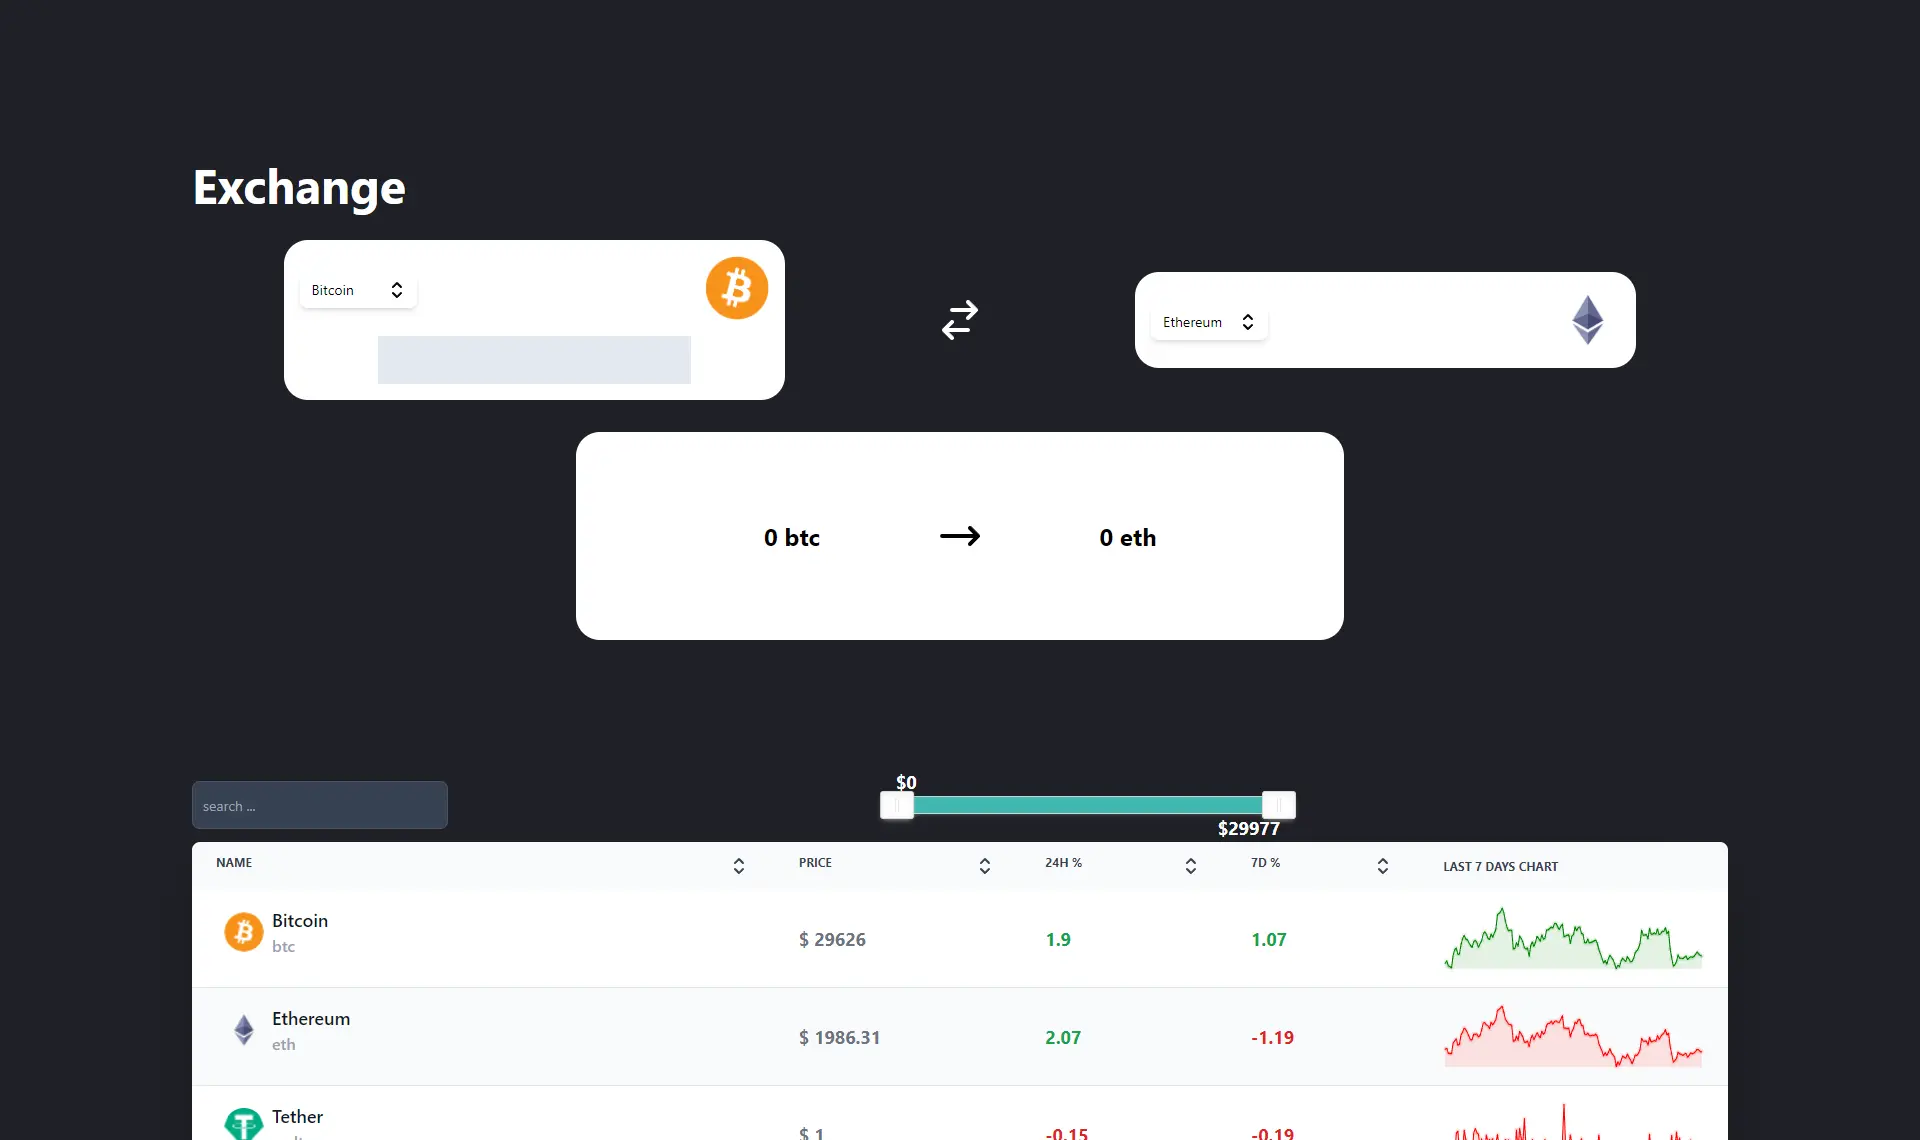 Exchange
Bitcoin
Ethereum
0 btc
0 eth
search ...
$0
$29977
NAME PRICE 24H % 7D % LAST 7 DAYS CHART
Bitcoin
btc
$ 29626 1.9 1.07
Ethereum
eth
$ 1986.31 2.07 -1.19
Tether
$ 1 -0.15 -0.19